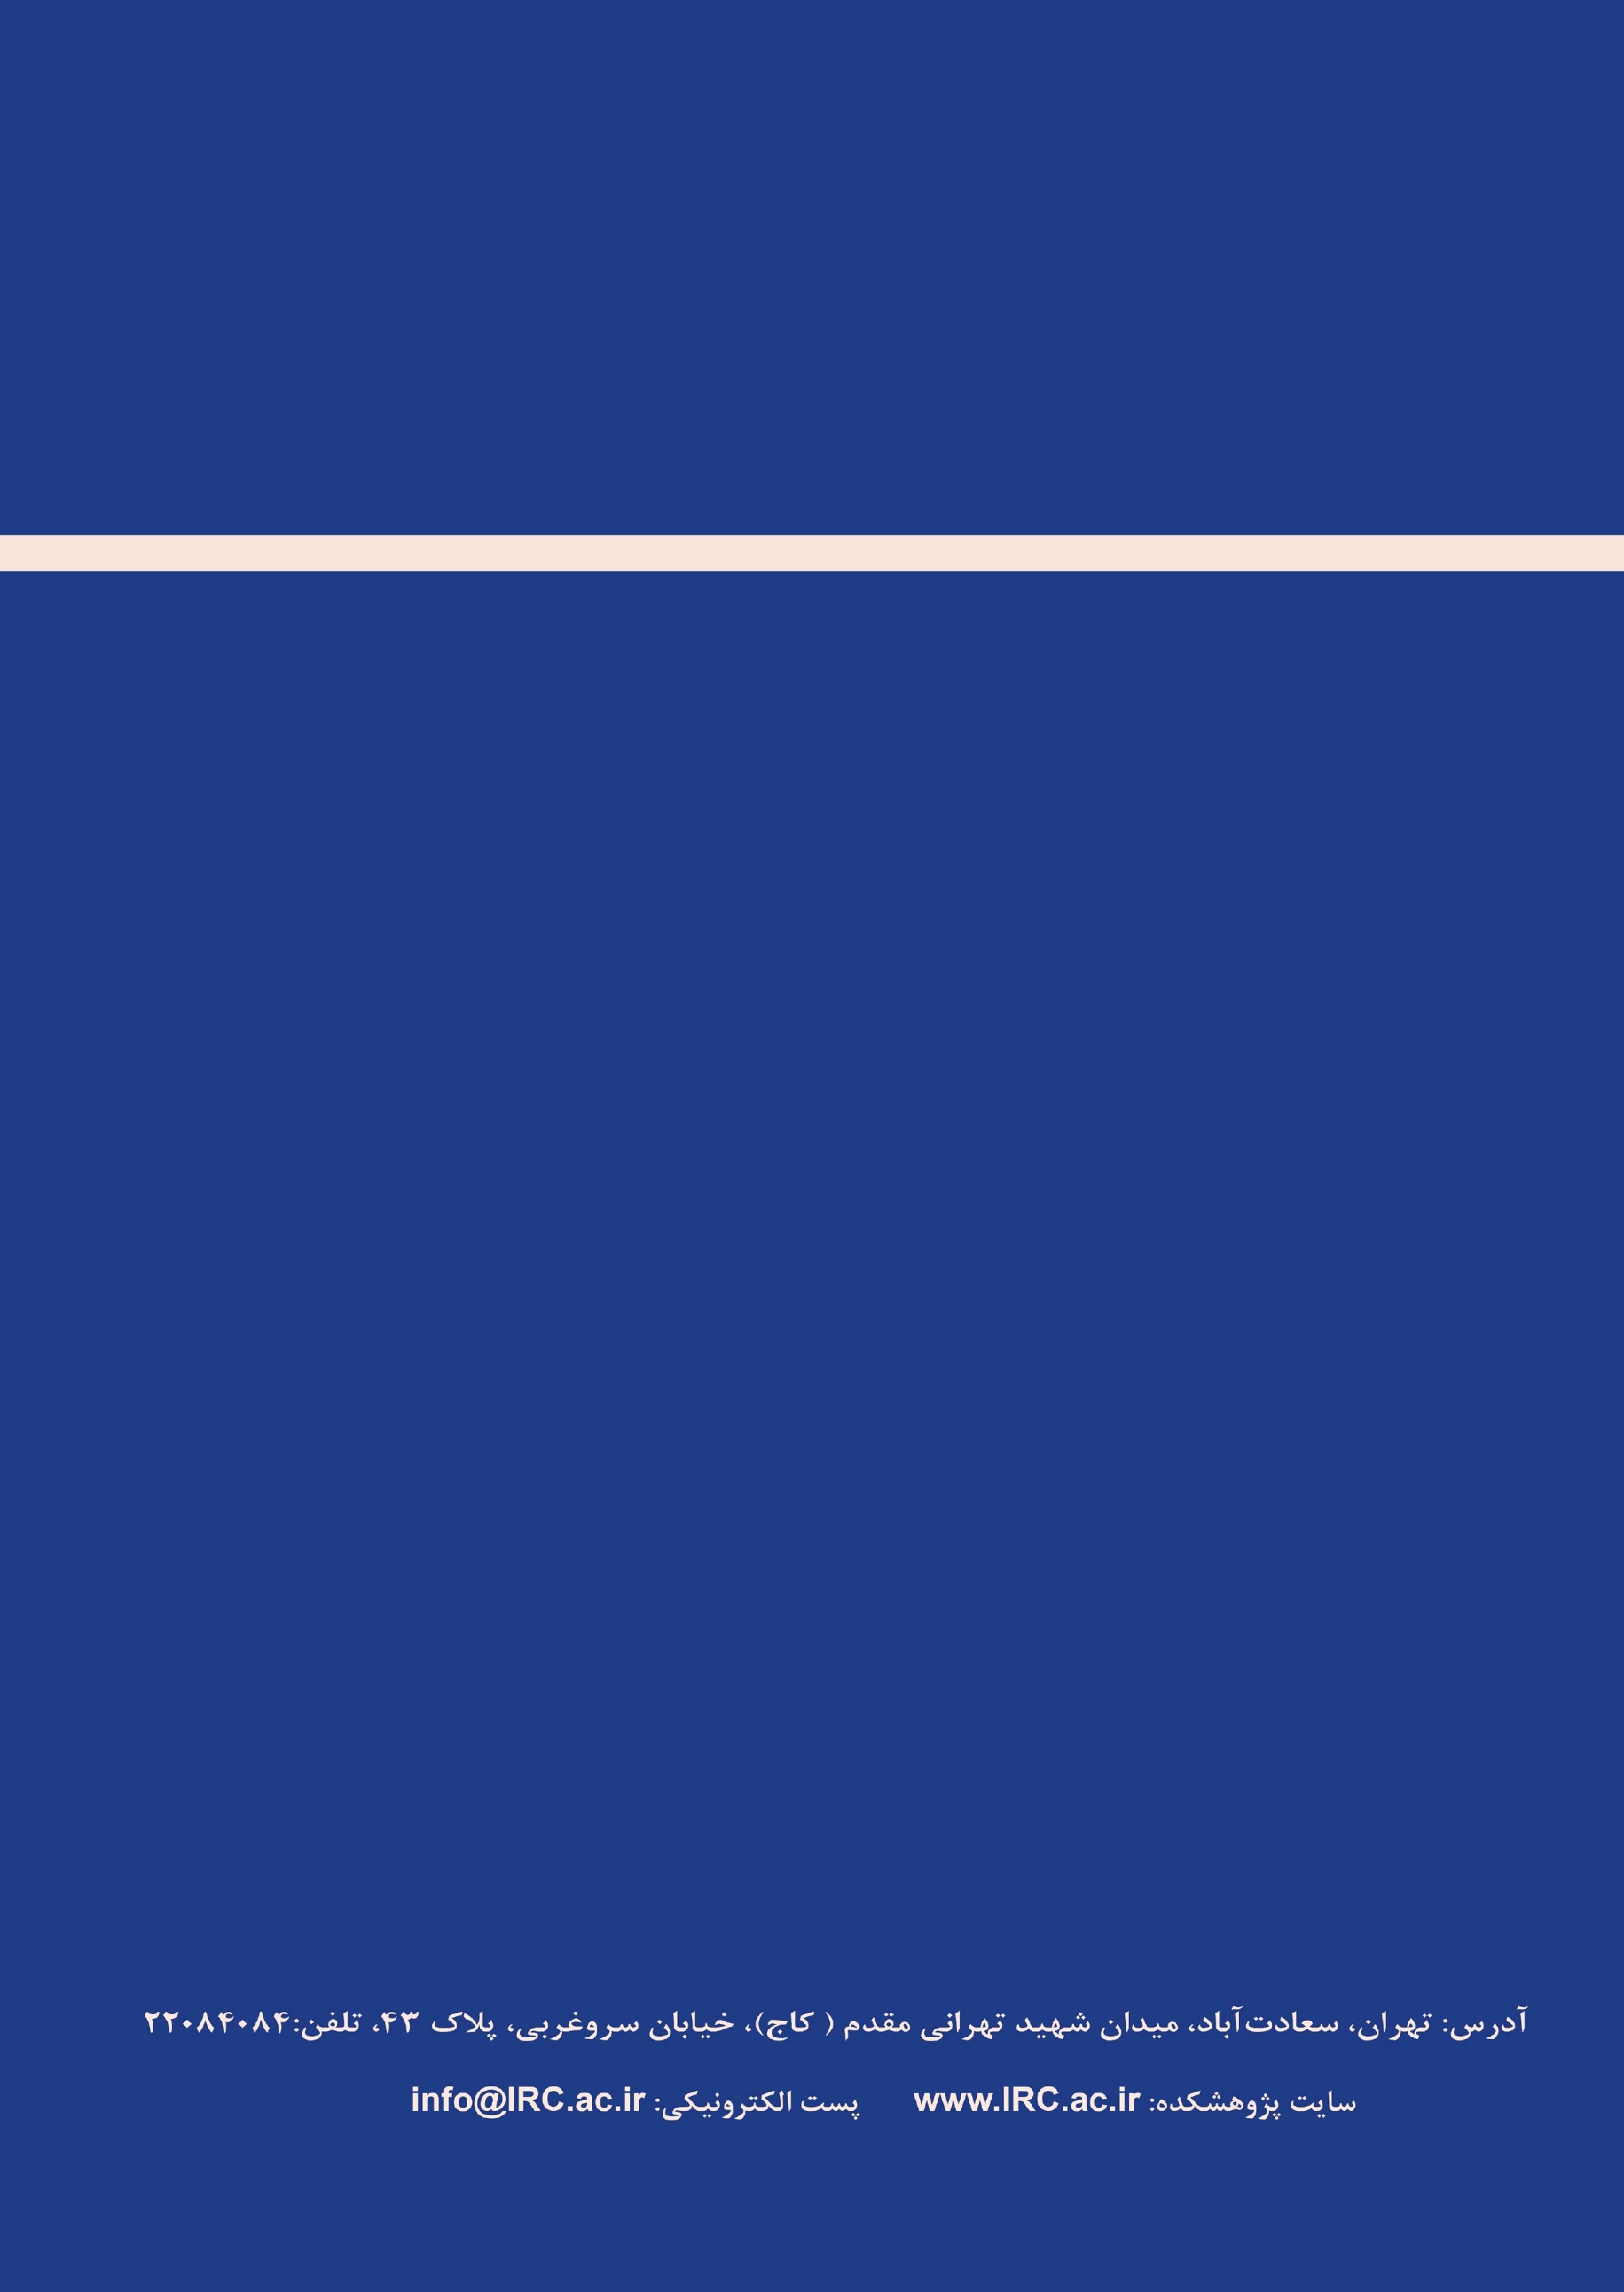 آدرس: تهران، سعادت‌آباد، میدان شهید تهرانی مقدم ( کاج)، خیابان سروغربی، پلاک ۴۳، تلفن:۲۲۰۸۴۰۸۴
سایت پژوهشکده: www.IRC.ac.ir پست الکترونیکی: info@IRC.ac.ir